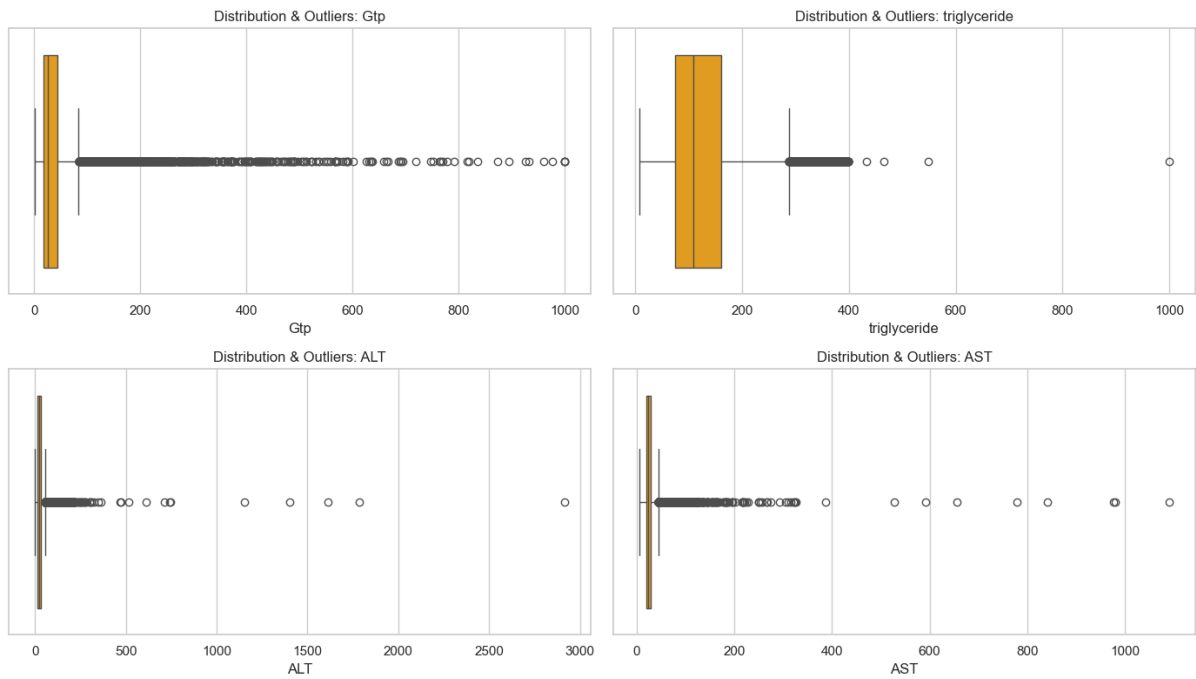 Distribution & Outliers: Gtp
0 200 400 600 800 1000
Gtp
Distribution & Outliers: triglyceride
0 200 400 600 800 1000
triglyceride
Distribution & Outliers: ALT
0 500 1000 1500 2000 2500 3000
ALT
Distribution & Outliers: AST
0 200 400 600 800 1000
AST